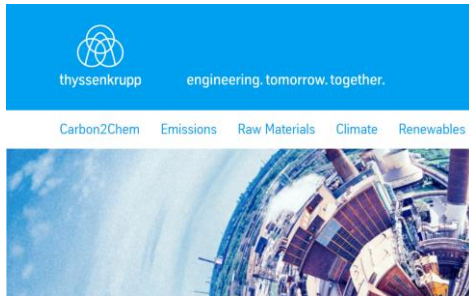 thyssenkrupp
engineering. tomorrow. together.
Carbon2Chem Emissions Raw Materials Climate Renewables